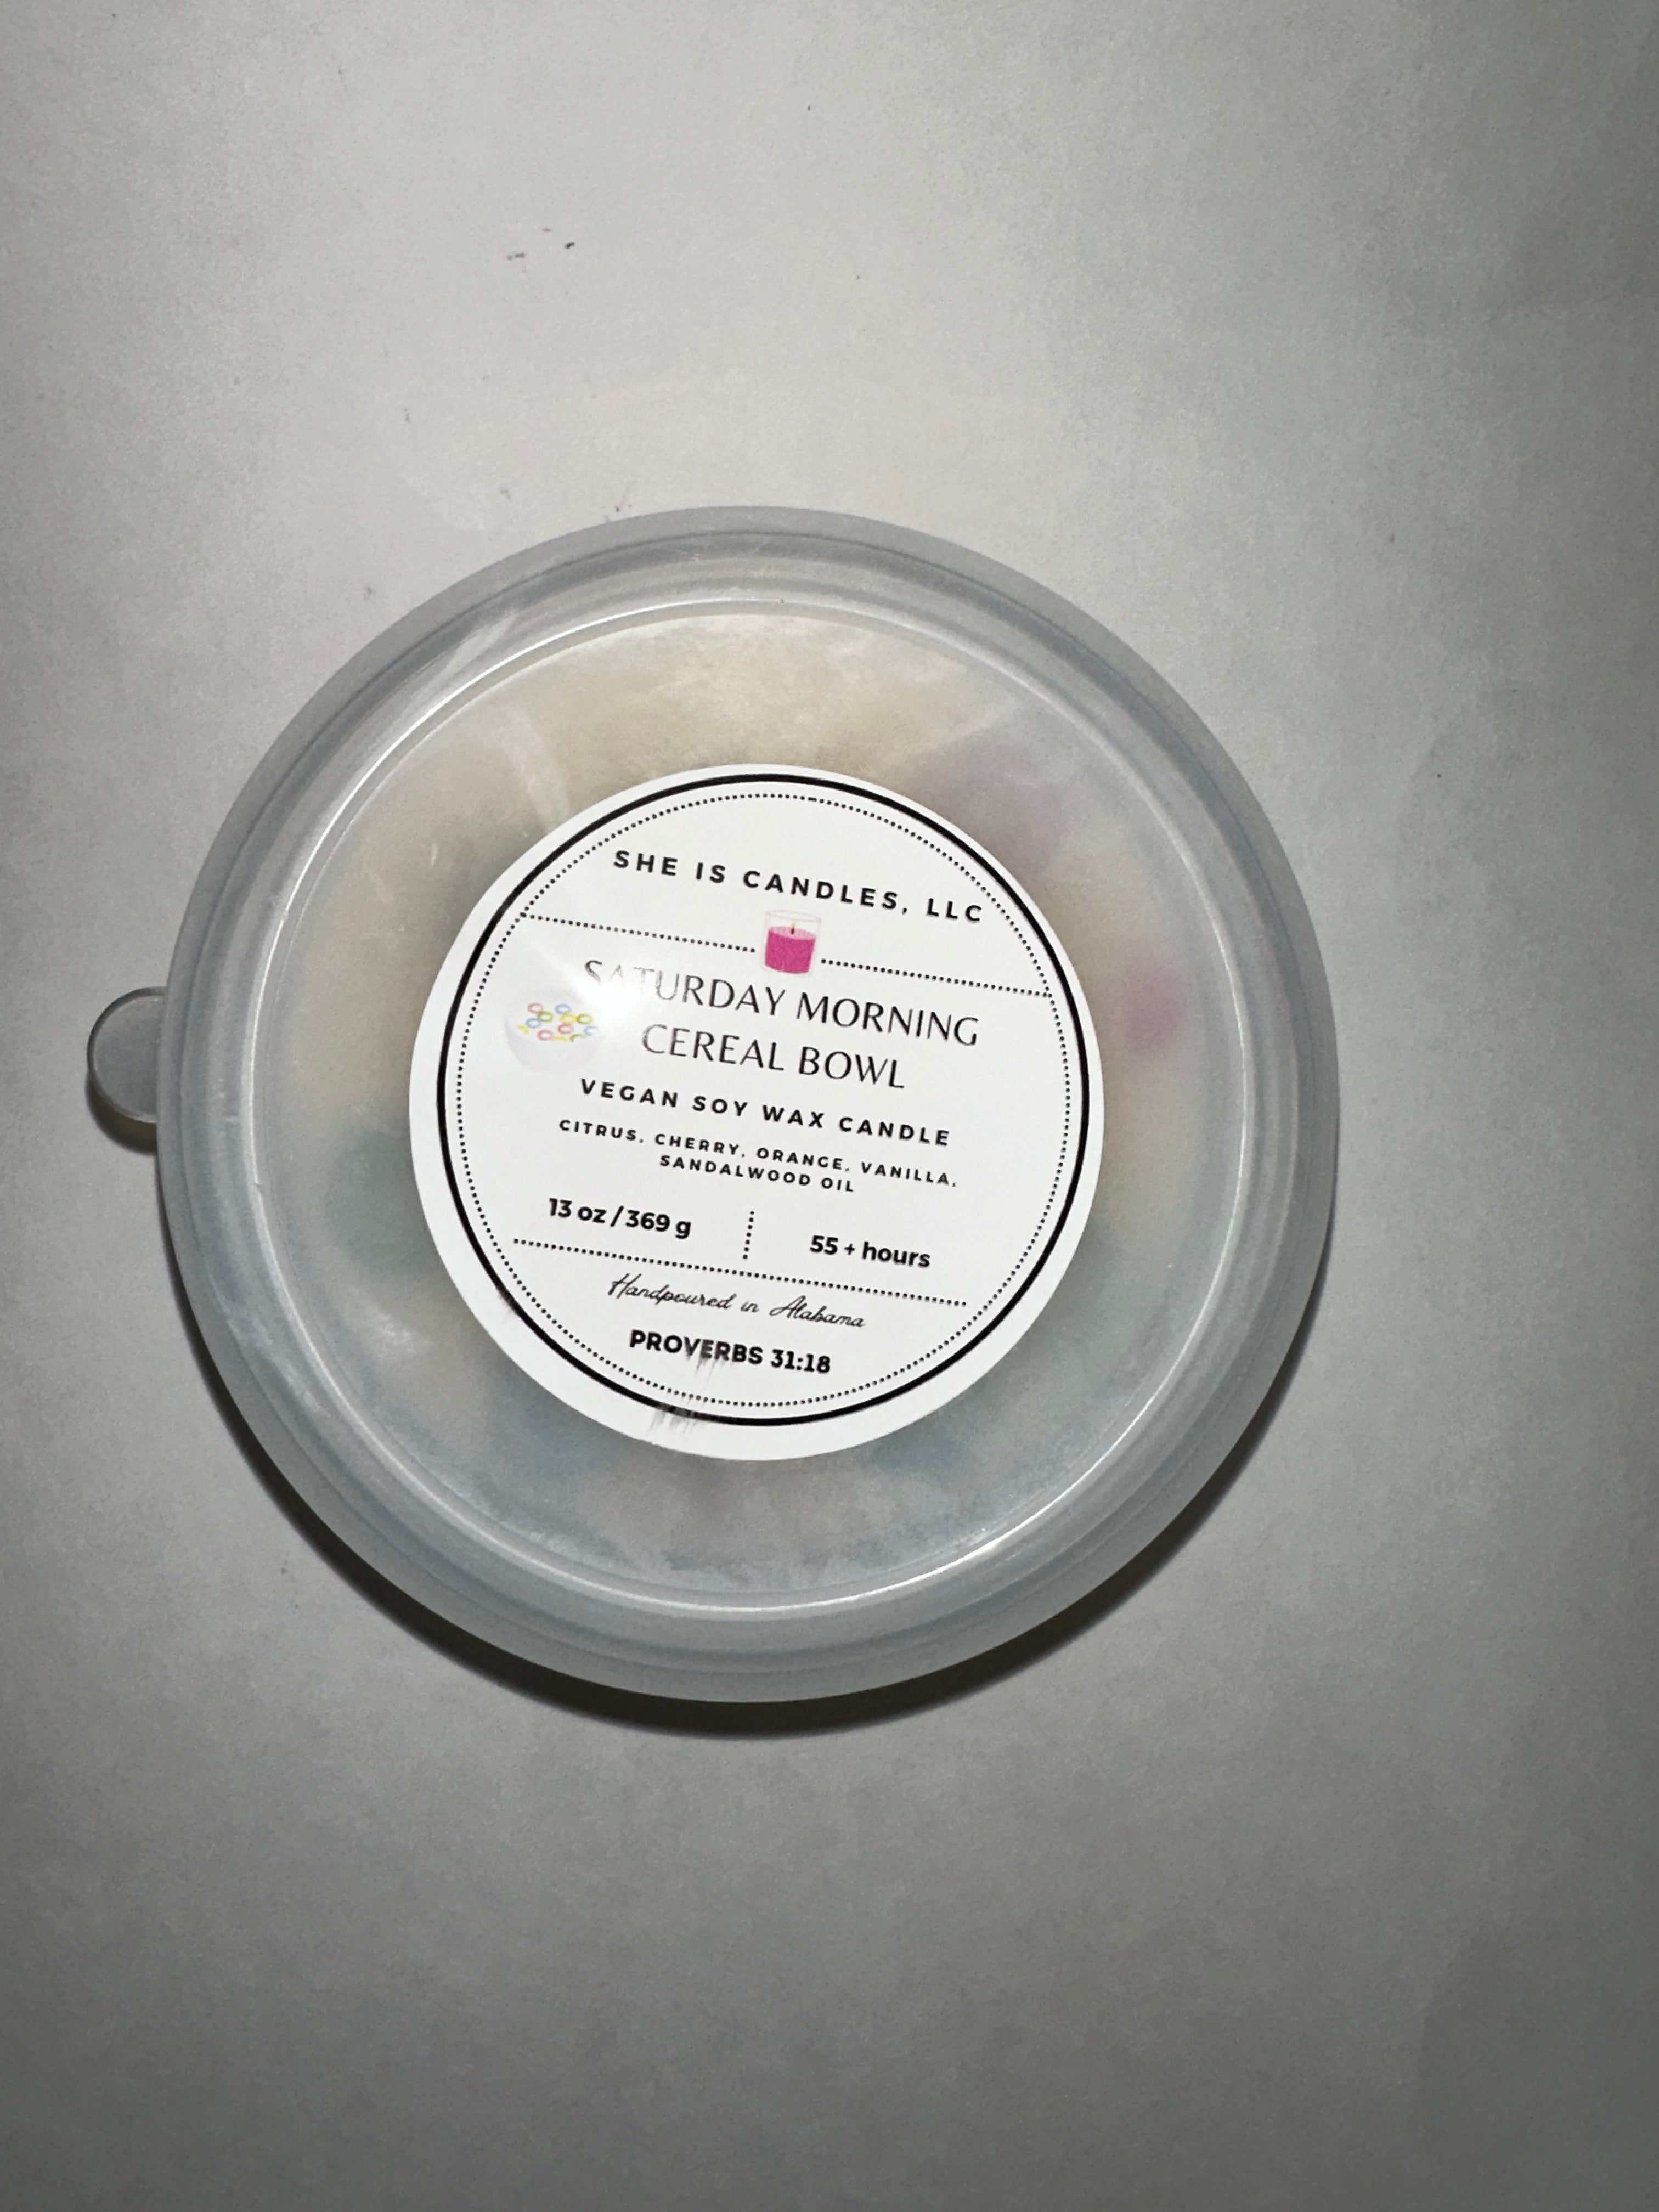 SHE IS CANDLES, LLC
SATURDAY MORNING
CEREAL BOWL
VEGAN SOY WAX CANDLE
CITRUS, CHERRY, ORANGE, VANILLA,
SANDALWOOD OIL
13 oz / 369 g
55 + hours
Handpoured in Alabama
PROVERBS 31:18